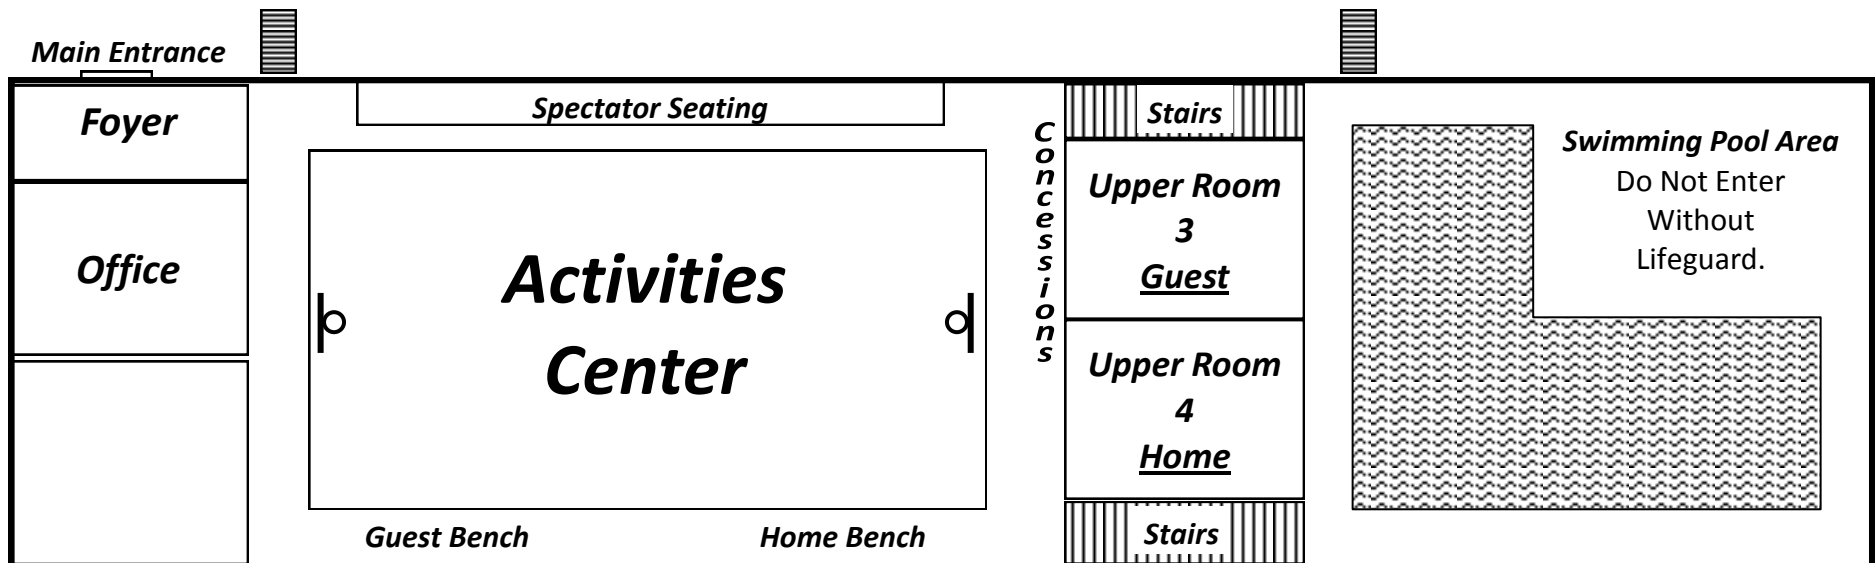 Main Entrance
Foyer
Office
Spectator Seating
Activities
Center
Guest Bench
Home Bench
Concessions
Stairs
Upper Room
3
Guest
Upper Room
4
Home
Stairs
Swimming Pool Area
Do Not Enter
Without
Lifeguard.